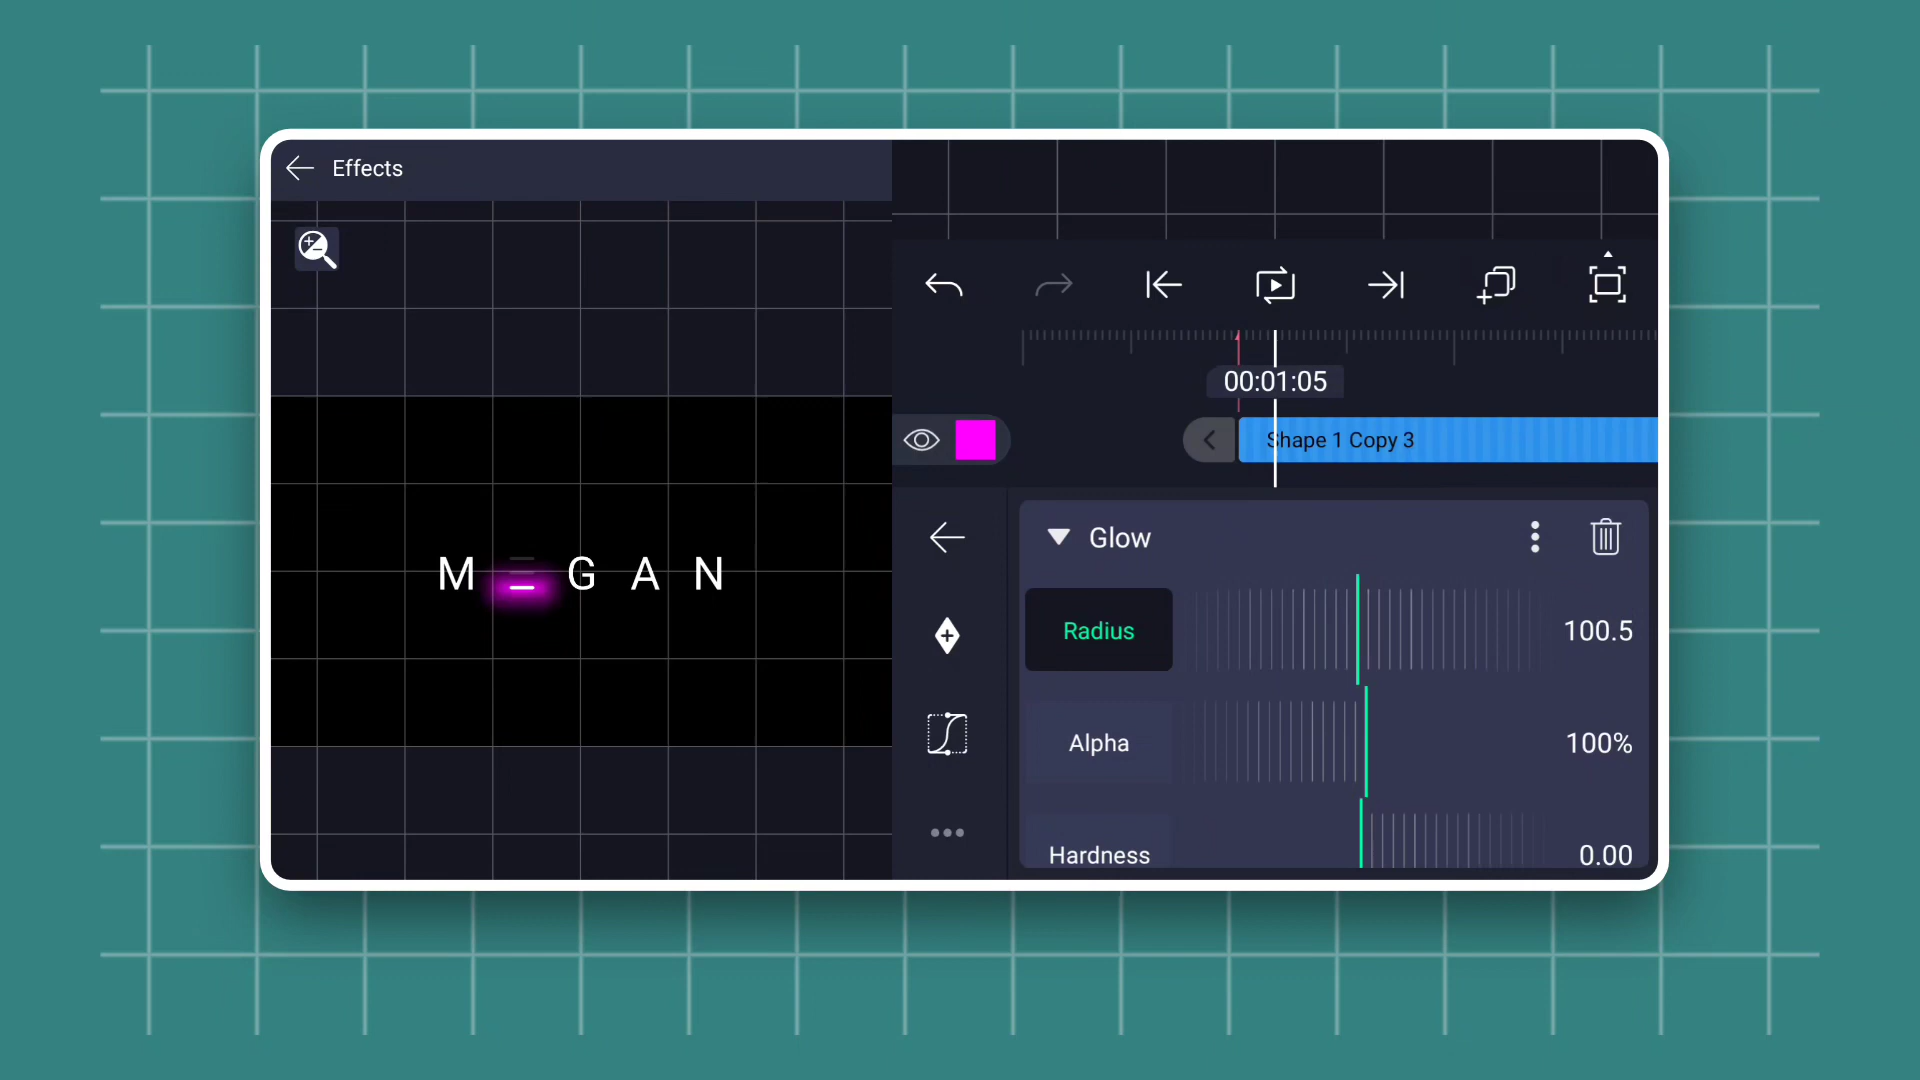 Effects
00:01:05
Shape 1 Copy 3
Glow
Radius
100.5
M Ξ G A N
Alpha
100%
Hardness
0.00